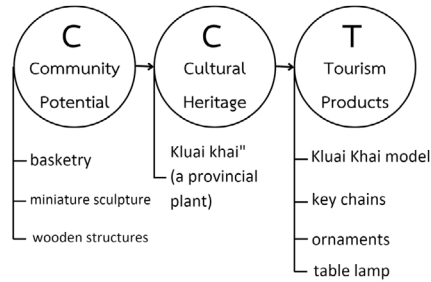 C
Community
Potential
basketry
miniature sculpture
wooden structures
C
Cultural
Heritage
Kluai khai"
(a provincial
plant)
T
Tourism
Products
Kluai Khai model
key chains
ornaments
table lamp